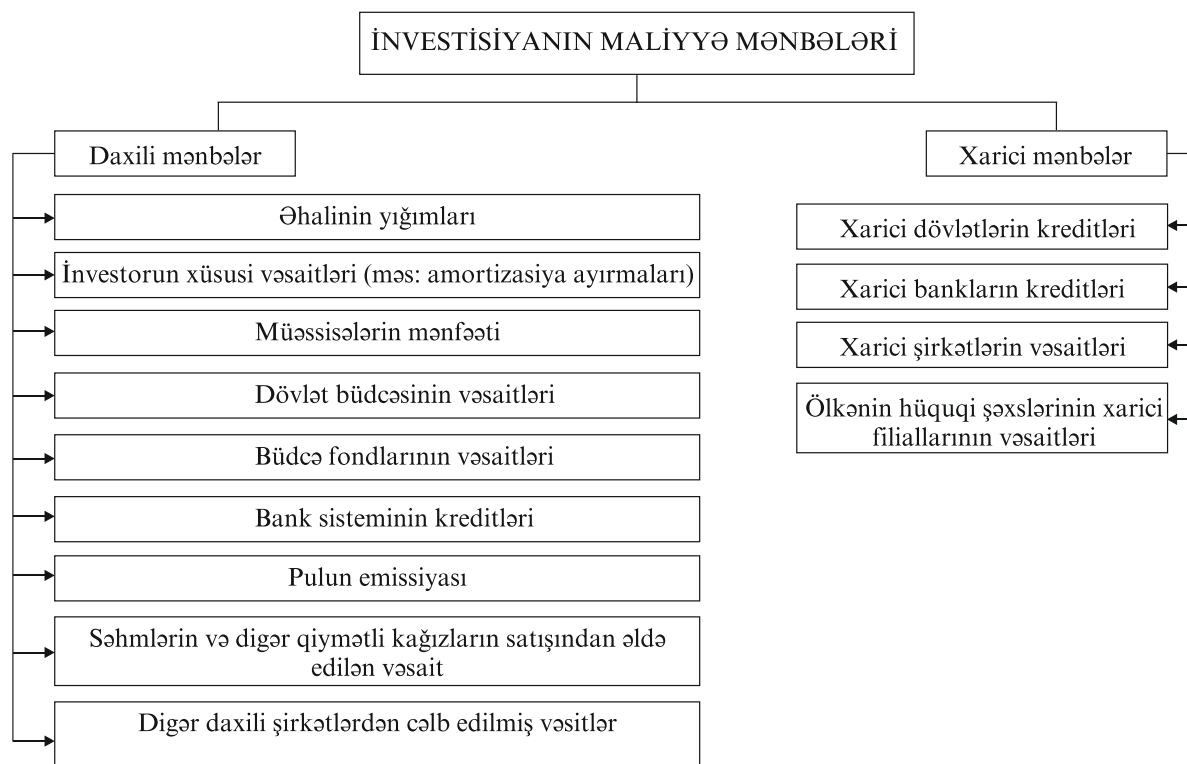 İNVESTİSİYANIN MALİYYƏ MƏNBƏLƏRİ
Daxili mənbələr
Əhalinin yığımları
İnvestorun xüsusi vəsaitləri (məs: amortizasiya ayırmaları)
Müəssisələrin mənfəəti
Dövlət büdcəsinin vəsaitləri
Büdcə fondlarının vəsaitləri
Bank sisteminin kreditləri
Pulun emissiyası
Səhmlərin və digər qiymətli kağızların satışından əldə
edilən vəsait
Digər daxili şirkətlərdən cəlb edilmiş vəsitlər
Xarici mənbələr
Xarici dövlətlərin kreditləri
Xarici bankların kreditləri
Xarici şirkətlərin vəsaitləri
Ölkənin hüquqi şəxslərinin xarici
filiallarının vəsaitləri